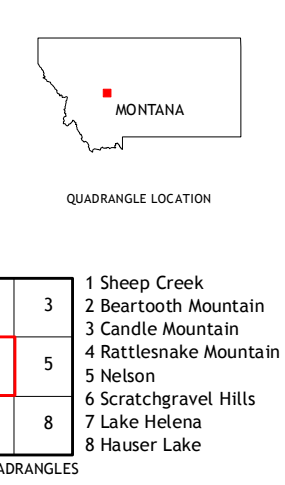 MONTANA
QUADRANGLE LOCATION
3
5
8
1 Sheep Creek
2 Beartooth Mountain
3 Candle Mountain
4 Rattlesnake Mountain
5 Nelson
6 Scratchgravel Hills
7 Lake Helena
8 Hauser Lake
ADRANGLES